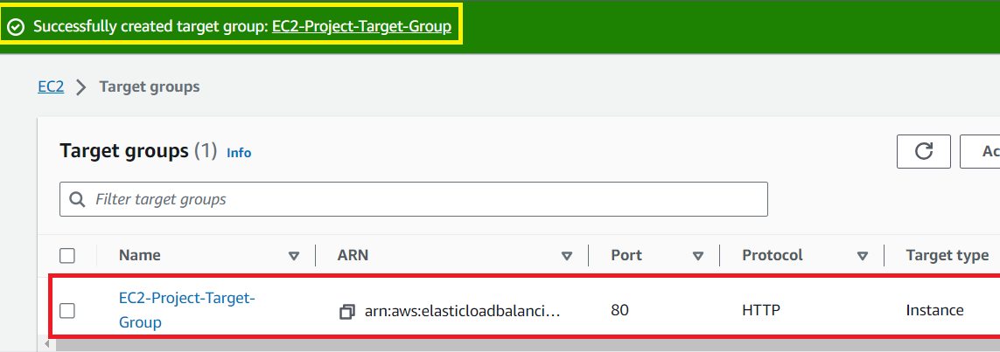 Successfully created target group: EC2-Project-Target-Group
EC2 Target groups
Target groups (1) Info
Ac
Filter target groups
Name ARN Port Protocol Target type
EC2-Project-Target-
Group
arn:aws:elasticloadbalanci... 80 HTTP Instance